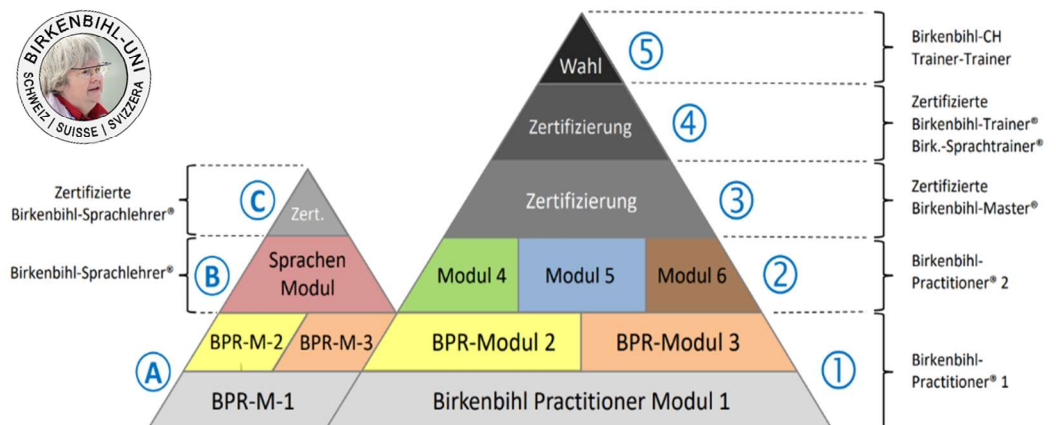 BIRKENBIHL-UNI
SCHWEIZ | SUISSE | SVIZZERA
5
Wahl
Birkenbihl-CH
Trainer-Trainer
4
Zertifizierung
Zertifizierte
Birkenbihl-Trainer®
Birk.-Sprachtrainer®
Zertifizierte
Birkenbihl-Sprachlehrer®
C
Zert.
3
Zertifizierung
Zertifizierte
Birkenbihl-Master®
Birkenbihl-Sprachlehrer®
B
Sprachen
Modul
Modul 4
Modul 5
Modul 6
2
Birkenbihl-
Practitioner® 2
A
BPR-M-2
BPR-M-3
BPR-Modul 2
BPR-Modul 3
1
Birkenbihl-
Practitioner® 1
BPR-M-1
Birkenbihl Practitioner Modul 1